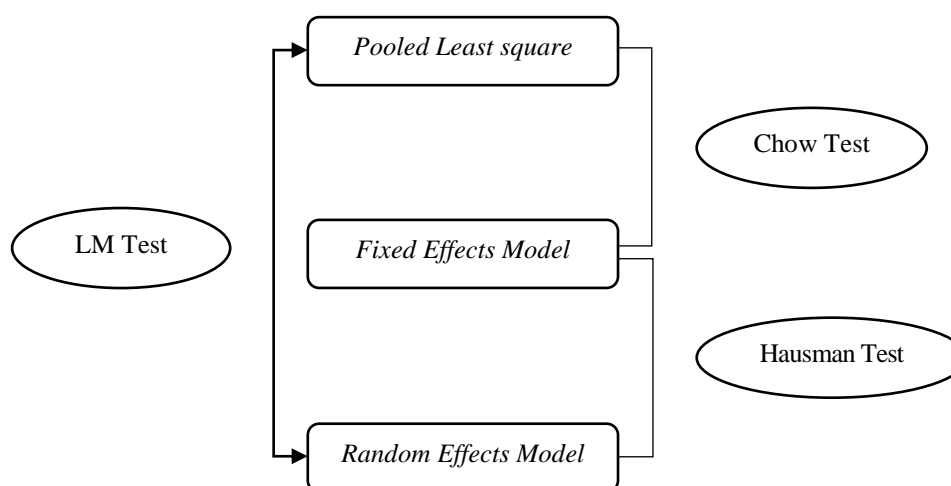 Pooled Least square
Chow Test
LM Test
Fixed Effects Model
Hausman Test
Random Effects Model